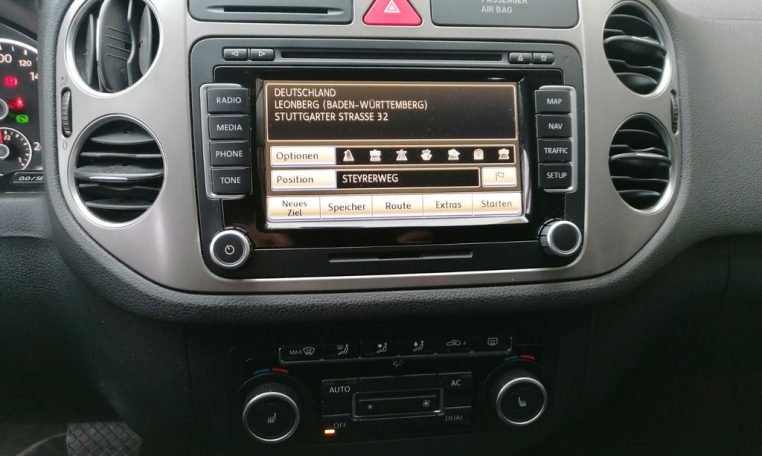 PASSENGER
AIR BAG
RADIO
MEDIA
PHONE
TONE
DEUTSCHLAND
LEONBERG (BADEN-WÜRTTEMBERG)
STUTTGARTER STRASSE 32
Optionen
Position STEYRERWEG
Neues Ziel Speicher Route Extras Starten
MAP
NAV
TRAFFIC
SETUP
MAX
AUTO
AC
OFF
DUAL